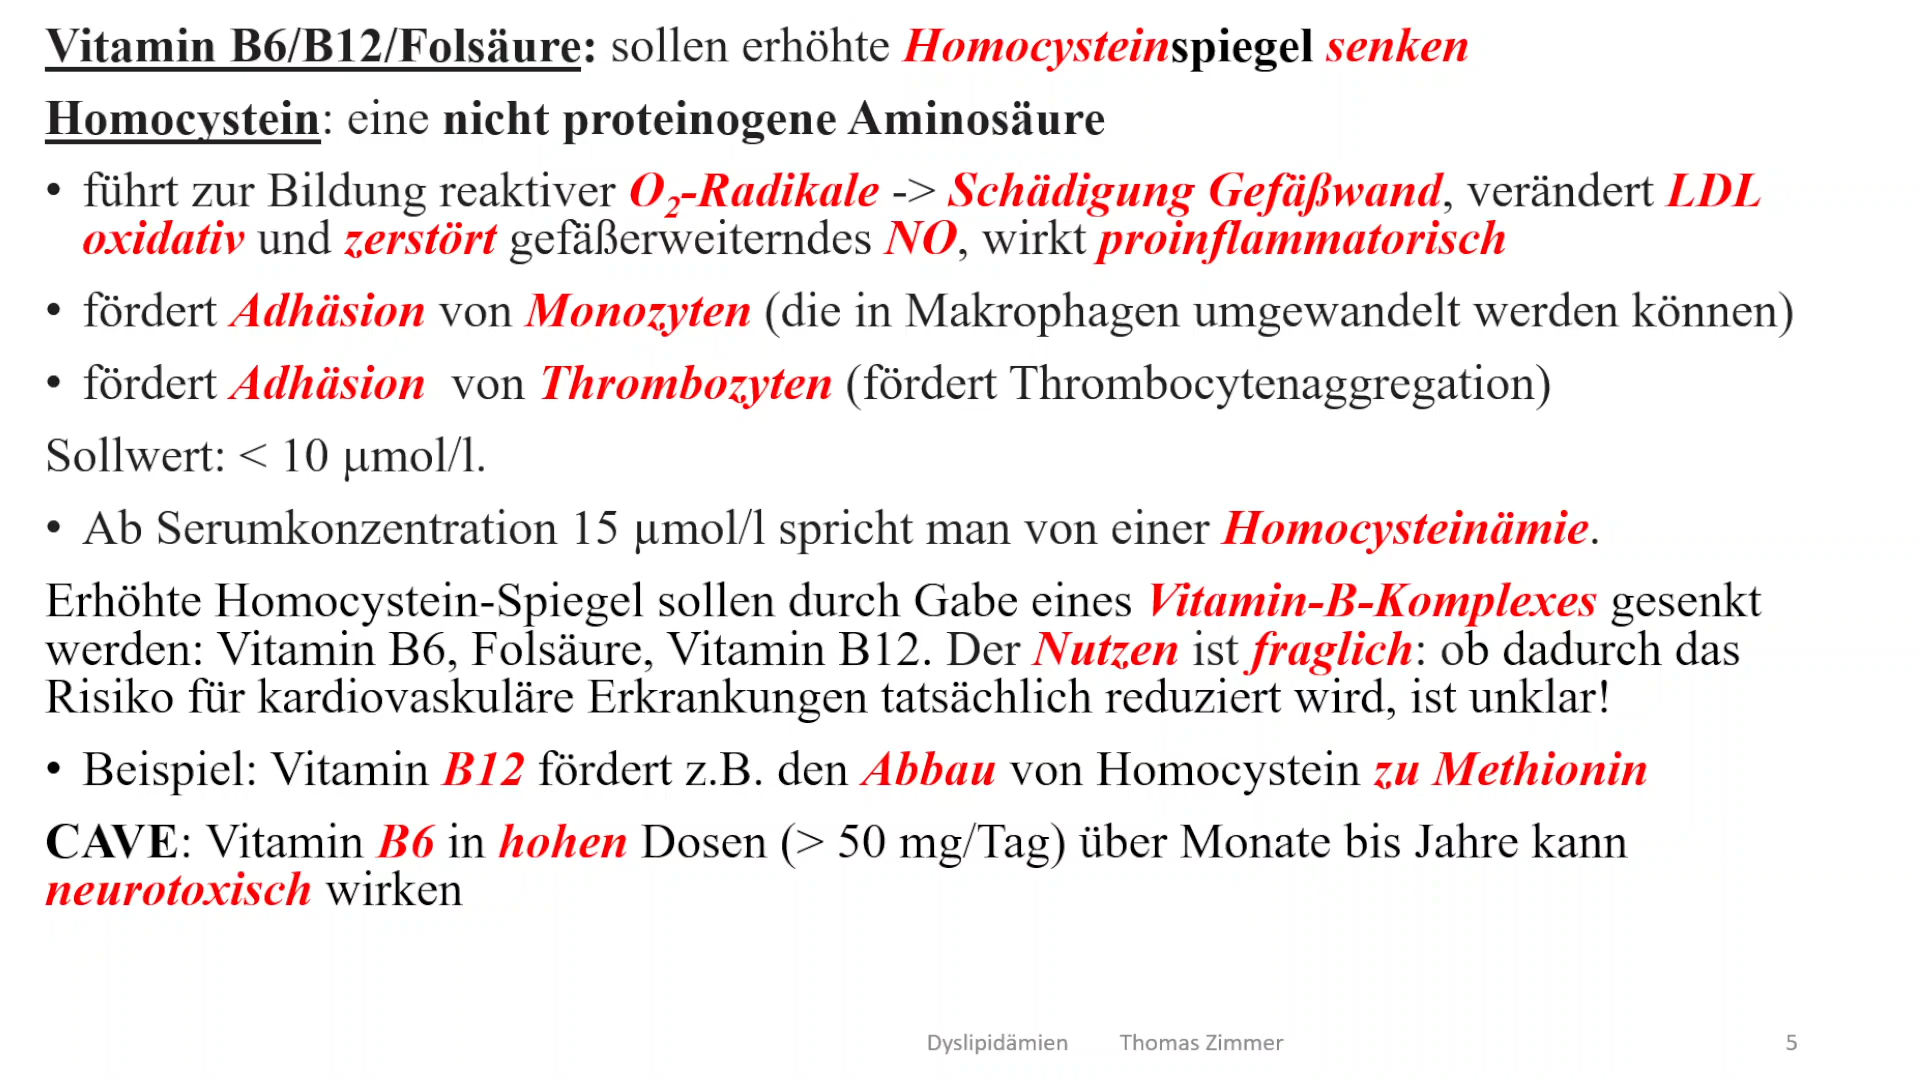 Vitamin B6/B12/Folsäure: sollen erhöhte Homocysteinspiegel senken
Homocystein: eine nicht proteinogene Aminosäure
• führt zur Bildung reaktiver O₂-Radikale -> Schädigung Gefäßwand, verändert LDL
oxidativ und zerstört gefäßerweiterndes NO, wirkt proinflammatorisch
• fördert Adhäsion von Monozyten (die in Makrophagen umgewandelt werden können)
• fördert Adhäsion von Thrombozyten (fördert Thrombocytenaggregation)
Sollwert: < 10 µmol/l.
• Ab Serumkonzentration 15 µmol/l spricht man von einer Homocysteinämie.
Erhöhte Homocystein-Spiegel sollen durch Gabe eines Vitamin-B-Komplexes gesenkt
werden: Vitamin B6, Folsäure, Vitamin B12. Der Nutzen ist fraglich: ob dadurch das
Risiko für kardiovaskuläre Erkrankungen tatsächlich reduziert wird, ist unklar!
• Beispiel: Vitamin B12 fördert z.B. den Abbau von Homocystein zu Methionin
CAVE: Vitamin B6 in hohen Dosen (> 50 mg/Tag) über Monate bis Jahre kann
neurotoxisch wirken
Dyslipidämien Thomas Zimmer 5